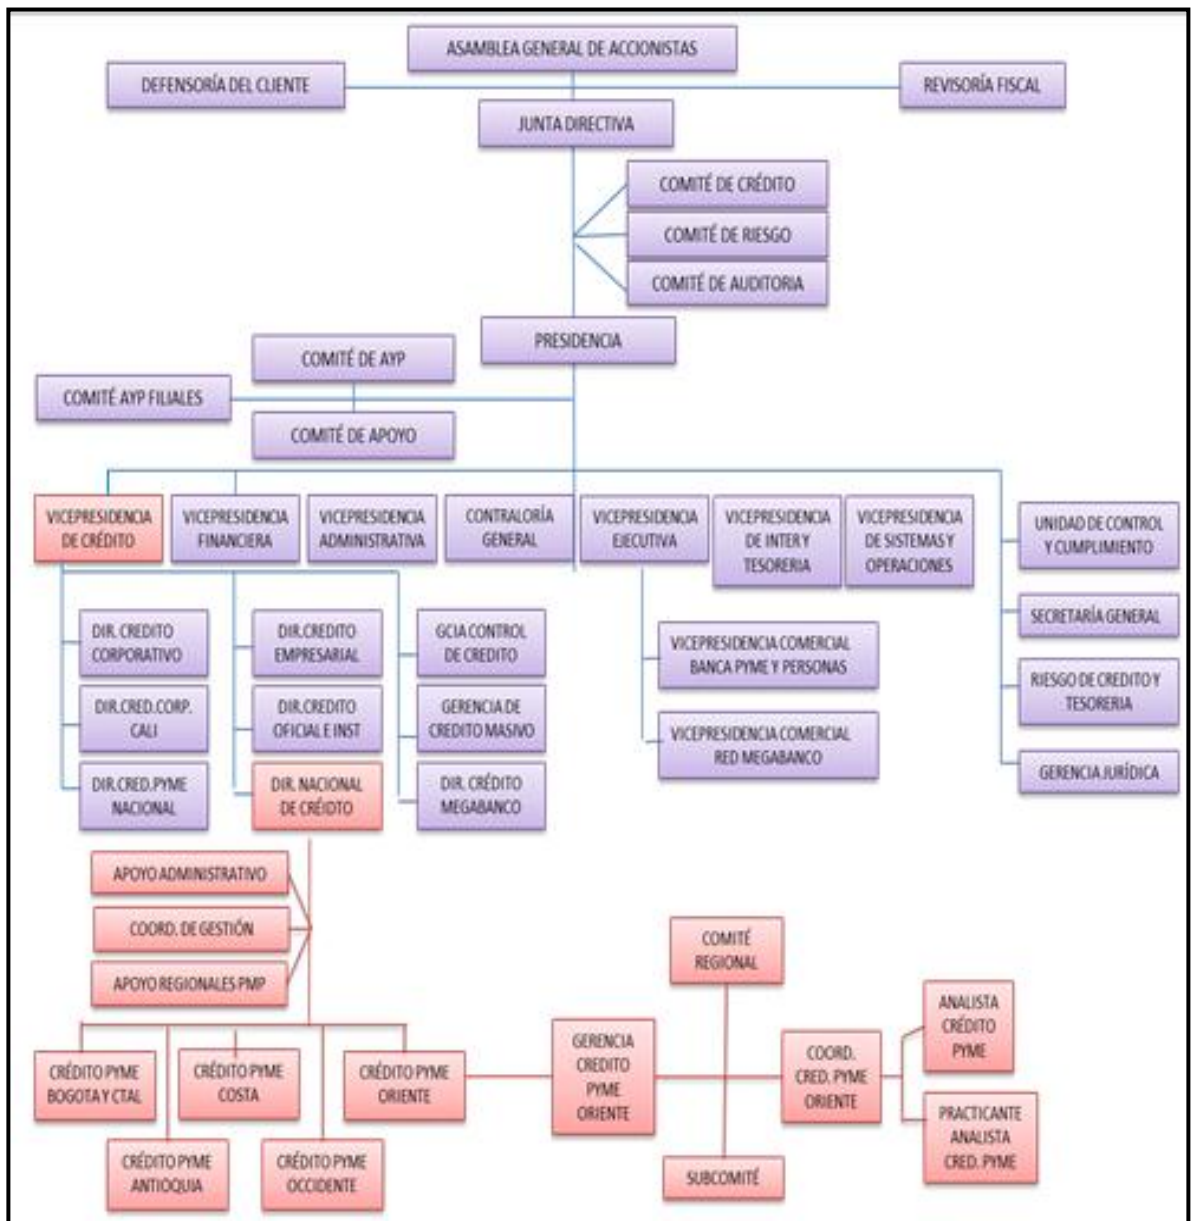 ASAMBLEA GENERAL DE ACCIONISTAS
DEFENSORÍA DEL CLIENTE
REVISORÍA FISCAL
JUNTA DIRECTIVA
COMITÉ DE CRÉDITO
COMITÉ DE RIESGO
COMITÉ DE AUDITORIA
PRESIDENCIA
COMITÉ DE AYP
COMITÉ AYP FILIALES
COMITÉ DE APOYO
VICEPRESIDENCIA
DE CRÉDITO
VICEPRESIDENCIA
FINANCIERA
VICEPRESIDENCIA
ADMINISTRATIVA
CONTRALORÍA
GENERAL
VICEPRESIDENCIA
EJECUTIVA
VICEPRESIDENCIA
DE INTER Y
TESORERIA
VICEPRESIDENCIA
DE SISTEMAS Y
OPERACIONES
UNIDAD DE CONTROL
Y CUMPLIMIENTO
SECRETARÍA GENERAL
RIESGO DE CREDITO Y
TESORERIA
GERENCIA JURÍDICA
DIR. CREDITO
CORPORATIVO
DIR.CREDITO
EMPRESARIAL
GCIA CONTROL
DE CREDITO
VICEPRESIDENCIA COMERCIAL
BANCA PYME Y PERSONAS
DIR.CRED.CORP.
CALI
DIR.CREDITO
OFICIAL E INST
GERENCIA DE
CREDITO MASIVO
VICEPRESIDENCIA COMERCIAL
RED MEGABANCO
DIR.CRED.PYME
NACIONAL
DIR. NACIONAL
DE CRÉIDTO
DIR. CRÉDITO
MEGABANCO
APOYO ADMINISTRATIVO
COORD. DE GESTIÓN
APOYO REGIONALES PMP
CRÉDITO PYME
BOGOTA Y CTAL
CRÉDITO PYME
COSTA
CRÉDITO PYME
ORIENTE
CRÉDITO PYME
ANTIOQUIA
CRÉDITO PYME
OCCIDENTE
GERENCIA
CREDITO
PYME
ORIENTE
COMITÉ
REGIONAL
SUBCOMITÉ
COORD.
CRED. PYME
ORIENTE
ANALISTA
CRÉDITO
PYME
PRACTICANTE
ANALISTA
CRED. PYME